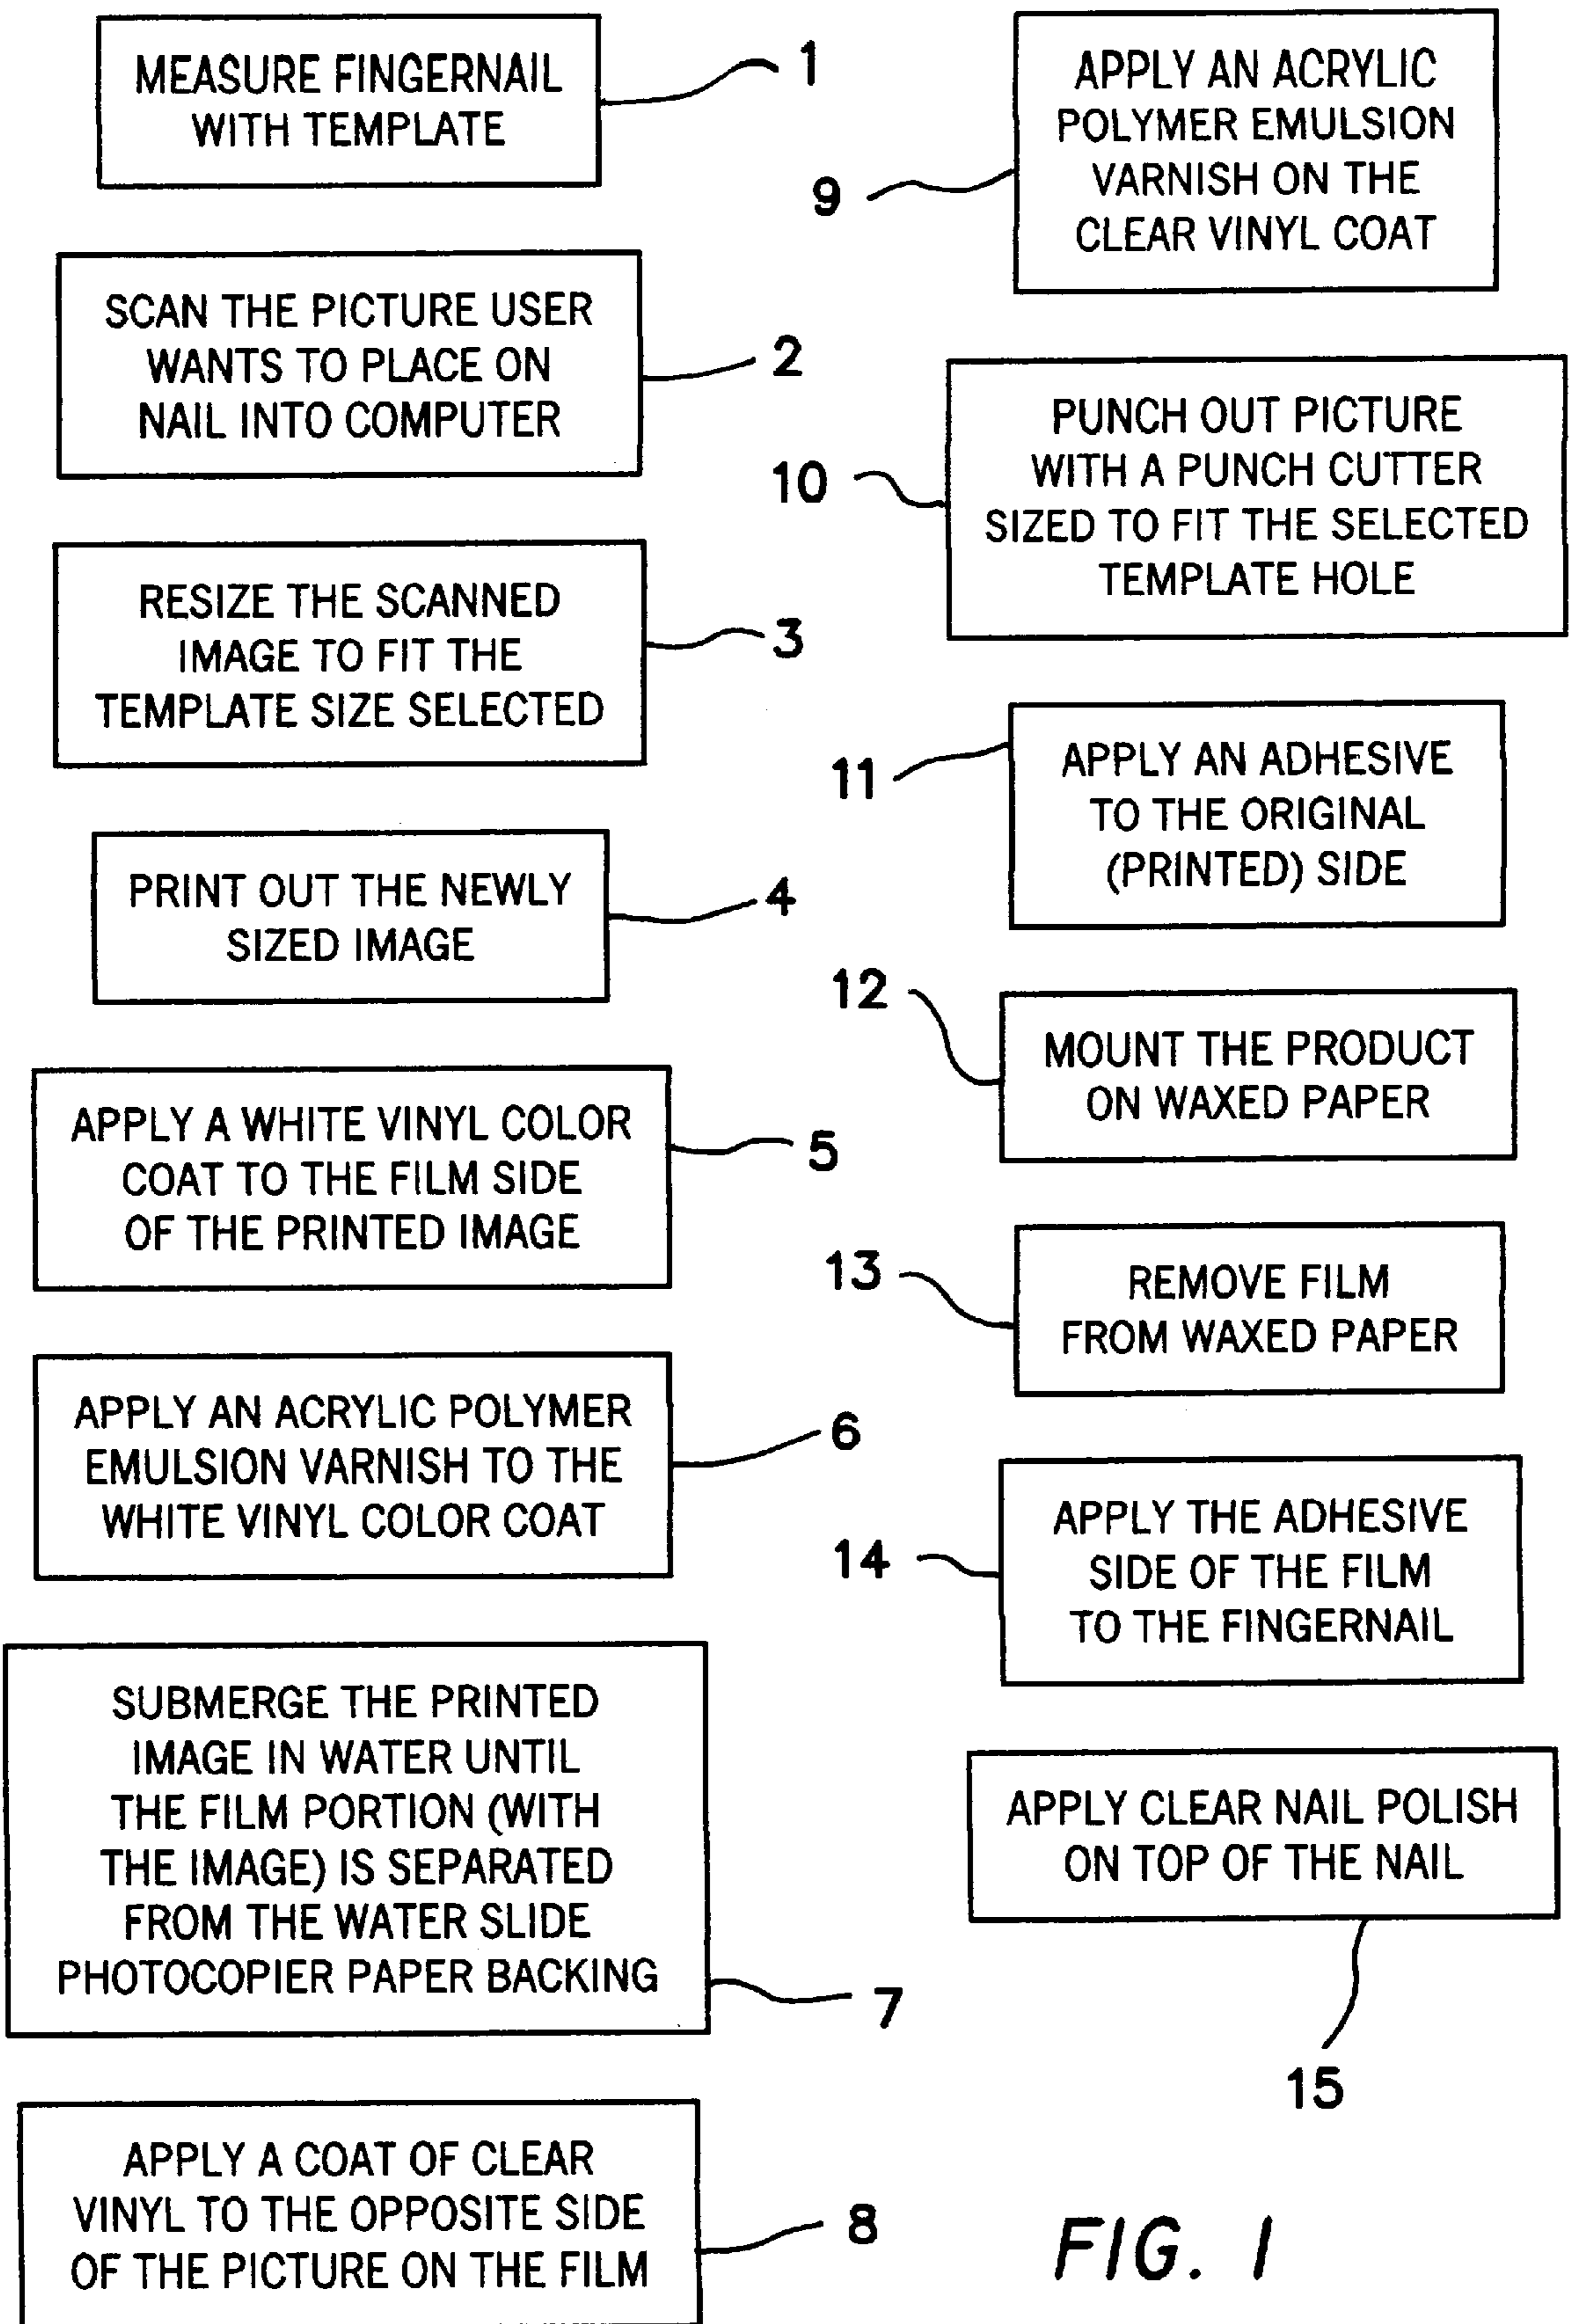 MEASURE FINGERNAIL
WITH TEMPLATE
1
SCAN THE PICTURE USER
WANTS TO PLACE ON
NAIL INTO COMPUTER
2
RESIZE THE SCANNED
IMAGE TO FIT THE
TEMPLATE SIZE SELECTED
3
PRINT OUT THE NEWLY
SIZED IMAGE
4
APPLY A WHITE VINYL COLOR
COAT TO THE FILM SIDE
OF THE PRINTED IMAGE
5
APPLY AN ACRYLIC POLYMER
EMULSION VARNISH TO THE
WHITE VINYL COLOR COAT
6
SUBMERGE THE PRINTED
IMAGE IN WATER UNTIL
THE FILM PORTION (WITH
THE IMAGE) IS SEPARATED
FROM THE WATER SLIDE
PHOTOCOPIER PAPER BACKING
7
APPLY A COAT OF CLEAR
VINYL TO THE OPPOSITE SIDE
OF THE PICTURE ON THE FILM
8
APPLY AN ACRYLIC
POLYMER EMULSION
VARNISH ON THE
CLEAR VINYL COAT
9
PUNCH OUT PICTURE
WITH A PUNCH CUTTER
SIZED TO FIT THE SELECTED
TEMPLATE HOLE
10
APPLY AN ADHESIVE
TO THE ORIGINAL
(PRINTED) SIDE
11
MOUNT THE PRODUCT
ON WAXED PAPER
12
REMOVE FILM
FROM WAXED PAPER
13
APPLY THE ADHESIVE
SIDE OF THE FILM
TO THE FINGERNAIL
14
APPLY CLEAR NAIL POLISH
ON TOP OF THE NAIL
15
FIG. 1